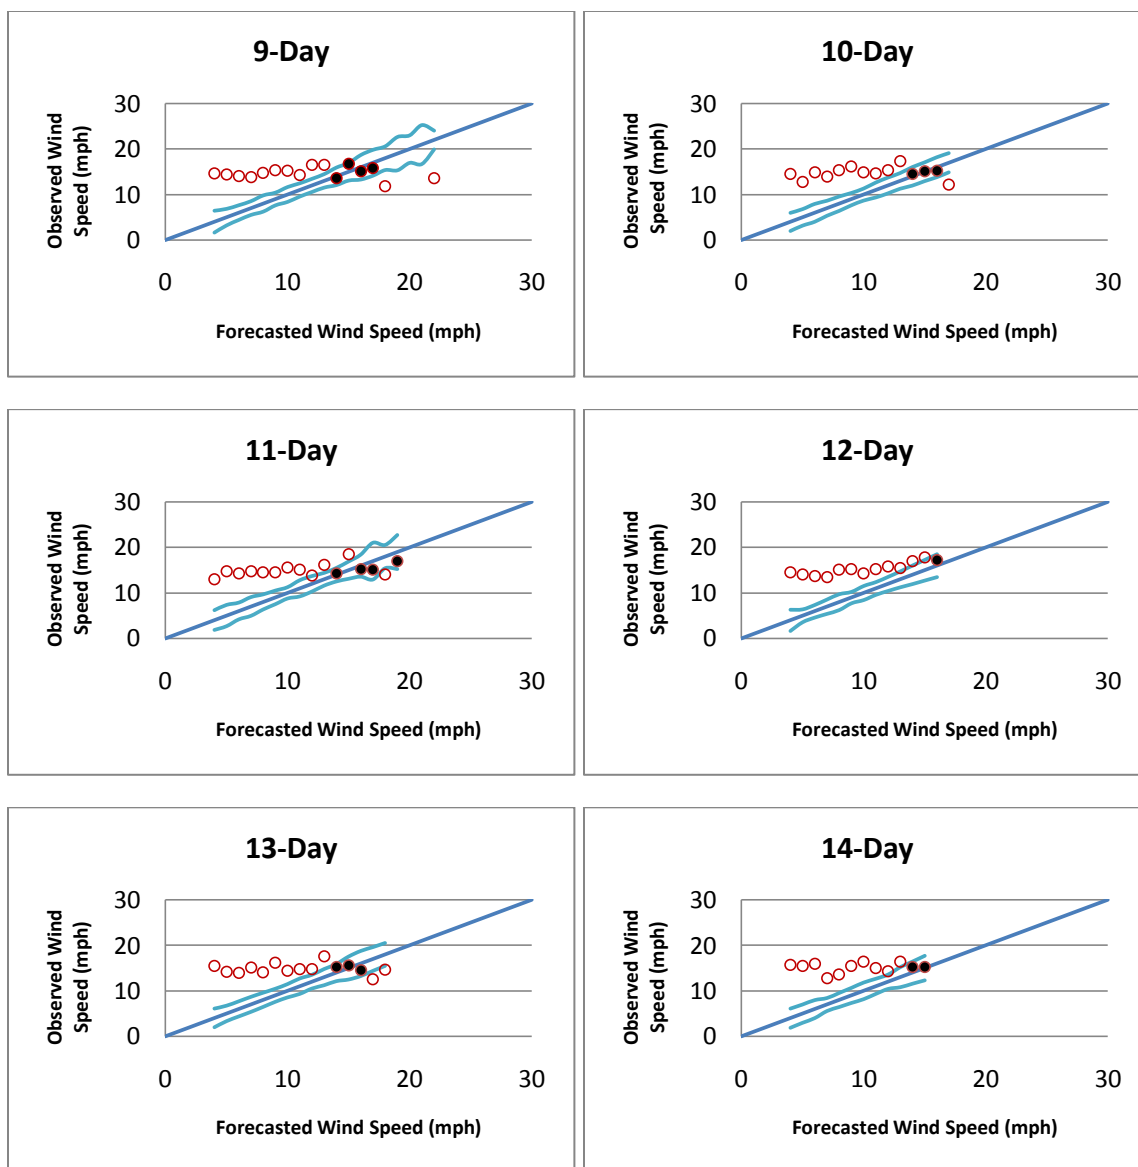 9-Day
Observed Wind
Speed (mph)
30
20
10
0
0 10 20 30
Forecasted Wind Speed (mph)
10-Day
Observed Wind
Speed (mph)
30
20
10
0
0 10 20 30
Forecasted Wind Speed (mph)
11-Day
Observed Wind
Speed (mph)
30
20
10
0
0 10 20 30
Forecasted Wind Speed (mph)
12-Day
Observed Wind
Speed (mph)
30
20
10
0
0 10 20 30
Forecasted Wind Speed (mph)
13-Day
Observed Wind
Speed (mph)
30
20
10
0
0 10 20 30
Forecasted Wind Speed (mph)
14-Day
Observed Wind
Speed (mph)
30
20
10
0
0 10 20 30
Forecasted Wind Speed (mph)